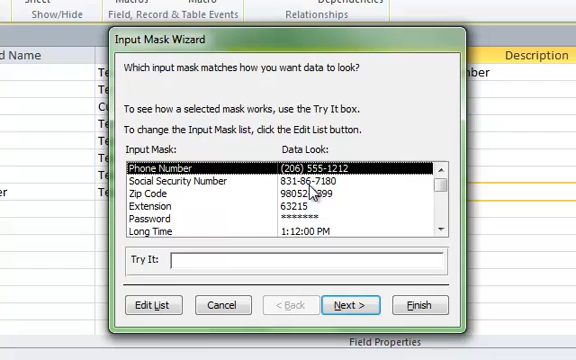 Sheet Macros Dependencies
Show/Hide Field, Record & Table Events Relationships
Input Mask Wizard
d Name Description
Which input mask matches how you want data to look?
Te mber
To see how a selected mask works, use the Try It box.
To change the Input Mask list, click the Edit List button.
Input Mask: Data Look:
Phone Number (206) 555-1212
Social Security Number 831-86-7180
Zip Code
Extension 63215
Password *******
Long Time 1:12:00 PM
Try It:
Edit List Cancel < Back Next > Finish
Field Properties